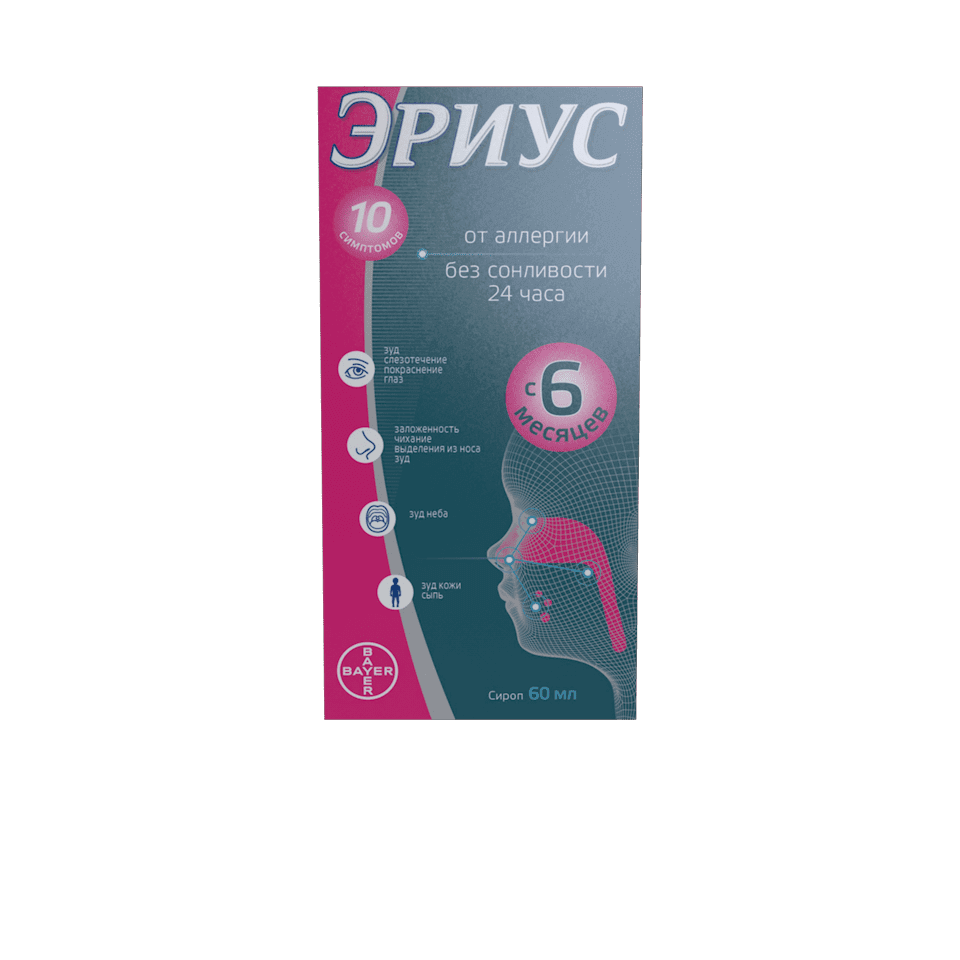 ЭРИУС
10
СИМПТОМОВ
от аллергии
без сонливости
24 часа
зуд
слезотечение
покраснение
глаз
с 6
месяцев
заложенность
чихание
выделения из носа
зуд
зуд неба
зуд кожи
сыпь
BAYER
BAYER
Сироп 60 мл